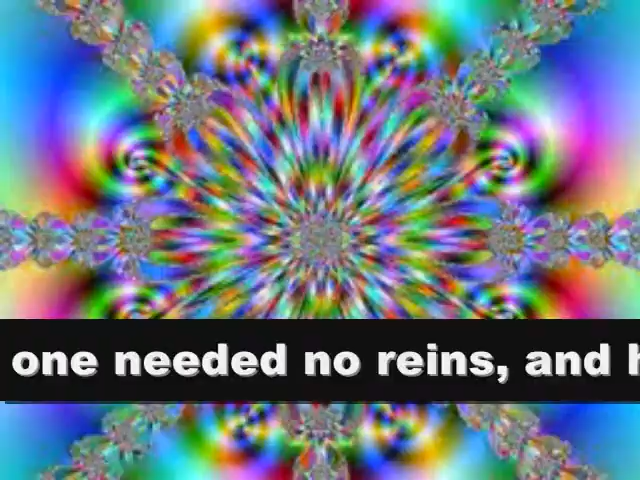 one needed no reins, and h